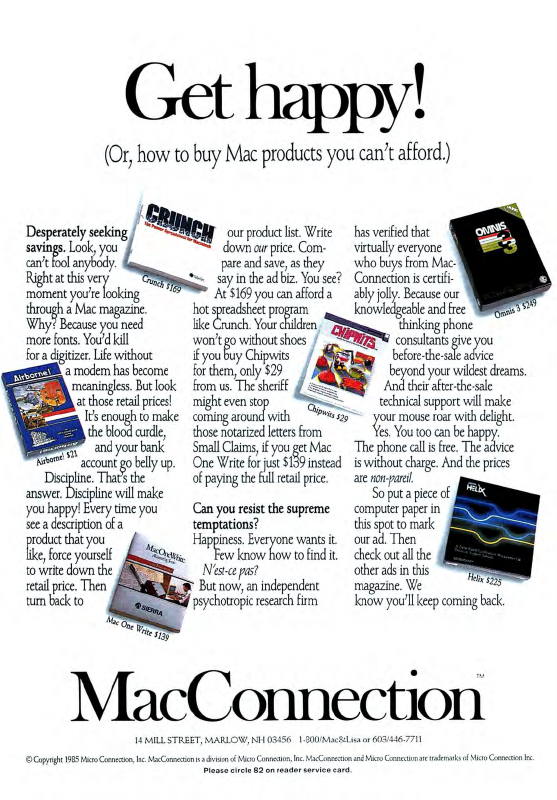 Get happy!
(Or, how to buy Mac products you can't afford.)
Desperately seeking
savings. Look, you
can't fool anybody.
Right at this very
moment you're looking
through a Mac magazine.
Why? Because you need
more fonts. You'd kill
for a digitizer. Life without
a modem has become
meaningless. But look
at those retail prices!
It's enough to make
the blood curdle,
and your bank
account go belly up.
Discipline. That's the
answer. Discipline will make
you happy! Every time you
see a description of a
product that you
like, force yourself
to write down the
retail price. Then
turn back to
CRUNCH
Crunch $169
Airborne!
Airborne! $21
MacOneWrite
SIERRA
Mac One Write $139
our product list. Write
down our price. Com-
pare and save, as they
say in the ad biz. You see?
At $169 you can afford a
hot spreadsheet program
like Crunch. Your children
won't go without shoes
if you buy Chipwits
for them, only $29
from us. The sheriff
might even stop
coming around with
those notarized letters from
Small Claims, if you get Mac
One Write for just $139 instead
of paying the full retail price.
Can you resist the supreme
temptations?
Happiness. Everyone wants it.
Few know how to find it.
N'est-ce pas?
But now, an independent
psychotropic research firm
CHIPWITS
Chipwits $29
has verified that
virtually everyone
who buys from Mac-
Connection is certifi-
ably jolly. Because our
knowledgeable and free
thinking phone
consultants give you
before-the-sale advice
beyond your wildest dreams.
And their after-the-sale
technical support will make
your mouse roar with delight.
Yes. You too can be happy.
The phone call is free. The advice
is without charge. And the prices
are non-pareil.
So put a piece of
computer paper in
this spot to mark
our ad. Then
check out all the
other ads in this
magazine. We
know you'll keep coming back.
OMNIS
3
Omnis 3 $249
HELIX
Helix $225
MacConnection™
14 MILL STREET, MARLOW, NH 03456 1-800/Mac&Lisa or 603/446-7711
© Copyright 1985 Micro Connection, Inc. MacConnection is a division of Micro Connection, Inc. MacConnection and Micro Connection are trademarks of Micro Connection Inc.
Please circle 82 on reader service card.